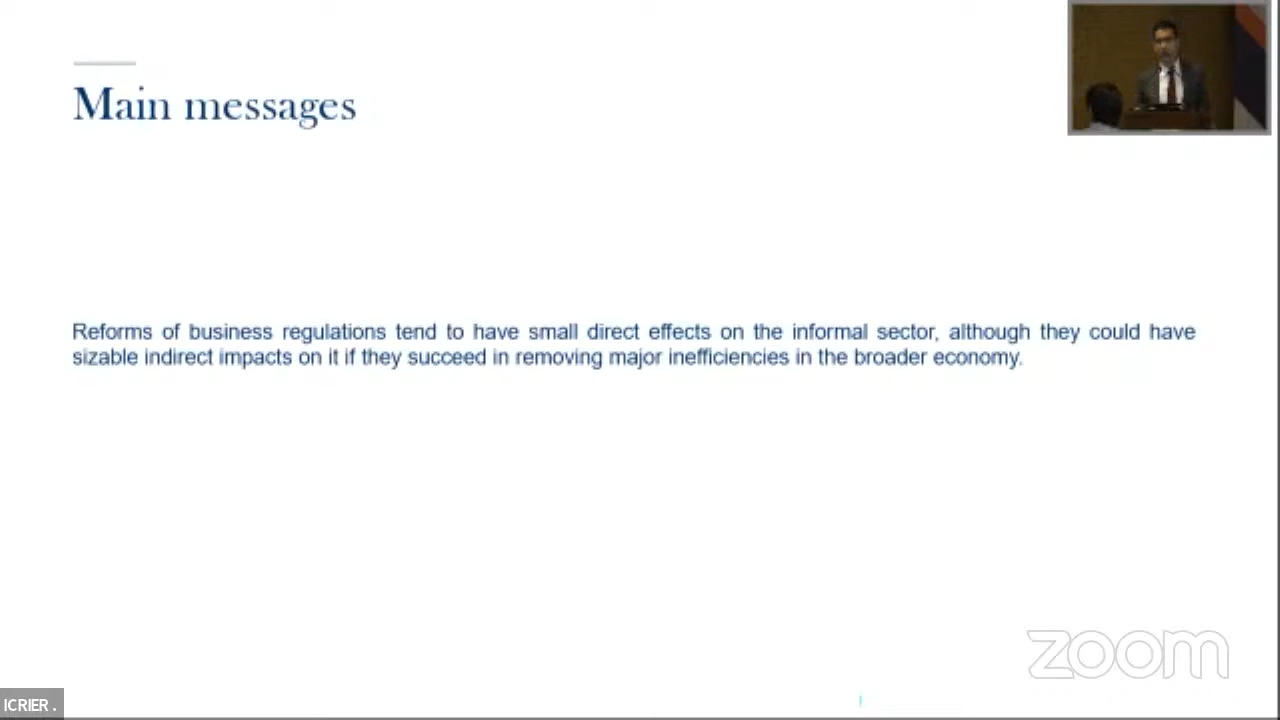 Main messages
Reforms of business regulations tend to have small direct effects on the informal sector, although they could have
sizable indirect impacts on it if they succeed in removing major inefficiencies in the broader economy.
zoom
ICRIER .